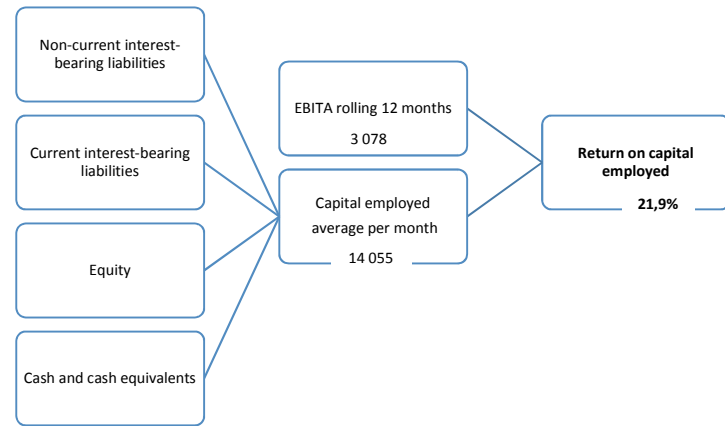 Non-current interest-
bearing liabilities
Current interest-bearing
liabilities
Equity
Cash and cash equivalents
EBITA rolling 12 months
3 078
Capital employed
average per month
14 055
Return on capital
employed
21,9%